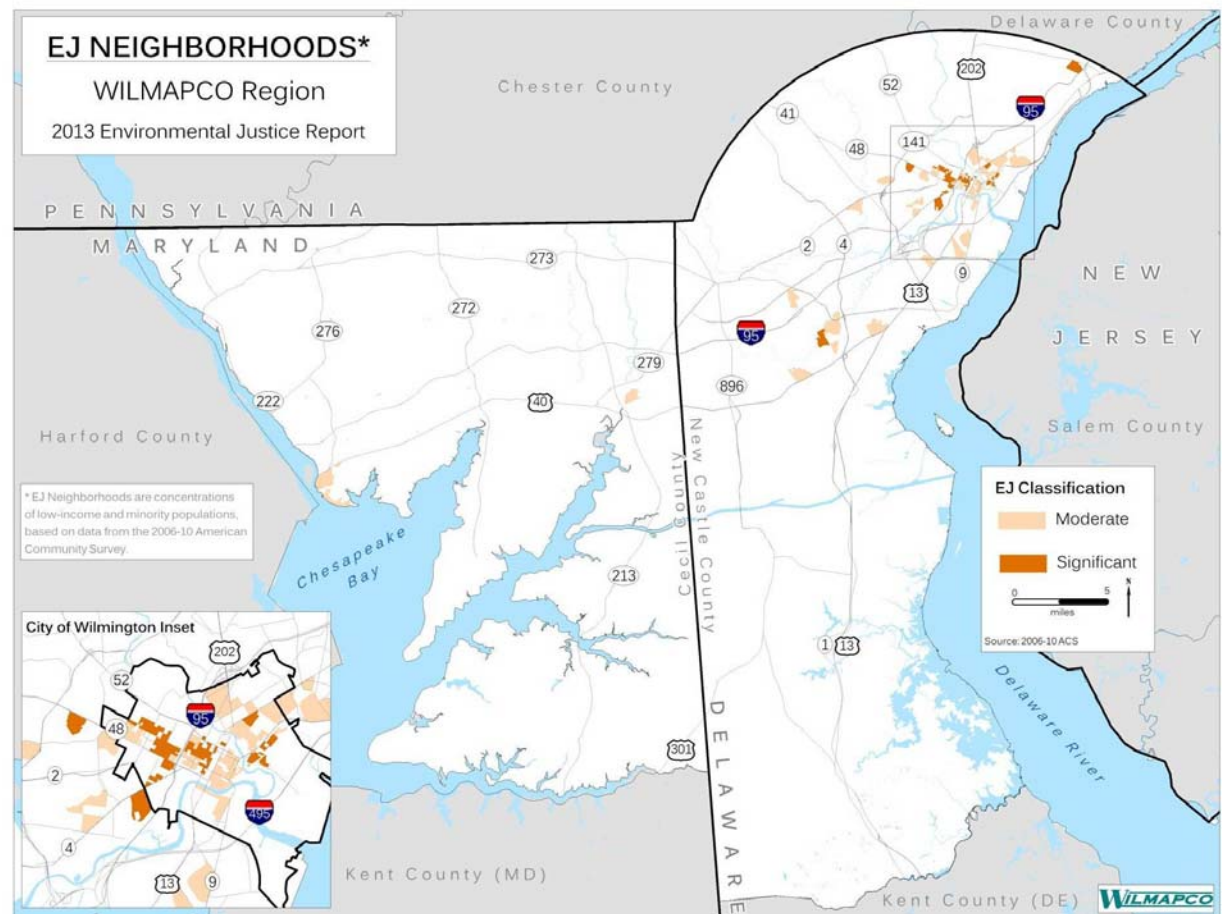 EJ NEIGHBORHOODS*
WILMAPCO Region
2013 Environmental Justice Report
Delaware County
Chester County
202
52
95
41
48
141
PENNSYLVANIA
MARYLAND
273
2
4
9
NEW
JERSEY
13
272
276
95
279
896
222
40
Harford County
New Castle County
Cecil County
Salem County
* EJ Neighborhoods are concentrations
of low-income and minority populations,
based on data from the 2006-10 American
Community Survey.
EJ Classification
Moderate
Significant
0 5
miles
N
Source: 2006-10 ACS
Chesapeake
Bay
213
1
13
Delaware River
301
DELAWARE
City of Wilmington Inset
202
52
95
48
2
495
4
13
9
Kent County (MD)
Kent County (DE)
WILMAPCO